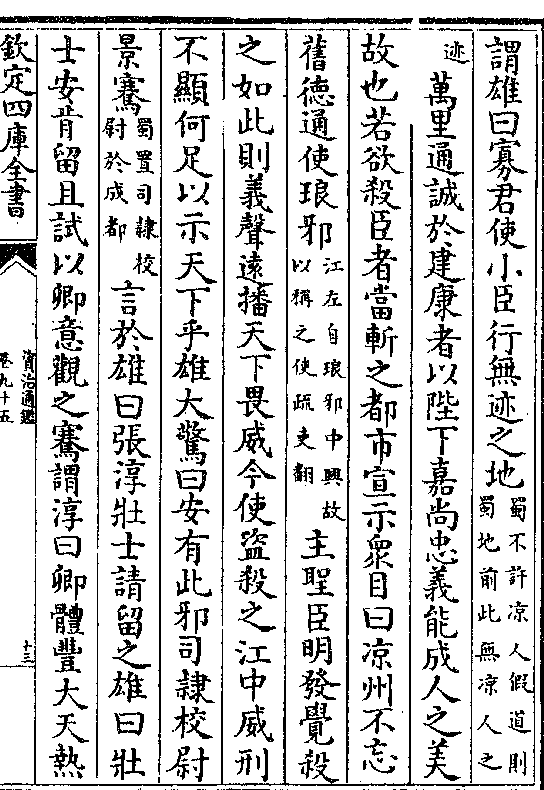 謂雄曰寡君使小臣行無迹之地蜀不許凉人假道則蜀地前此無凉人之
迹萬里通誠於建康者以陛下嘉尚忠義能成人之美
故也若欲殺臣者當斬之都市宣示衆目曰凉州不忘
舊德通使琅邪江左自琅邪中興故以稱之使疏吏翻主聖臣明發覺殺
之如此則義聲遠播天下畏威今使盜殺之江中威刑
不顯何足以示天下乎雄大驚曰安有此邪司隷校尉
景騫蜀置司隷校尉於成都言於雄曰張淳壯士請留之雄曰壯
士安肯留且試以卿意觀之騫謂淳曰卿體豐大天熱
欽定四庫全書
資治通鑑
卷九十五
十三